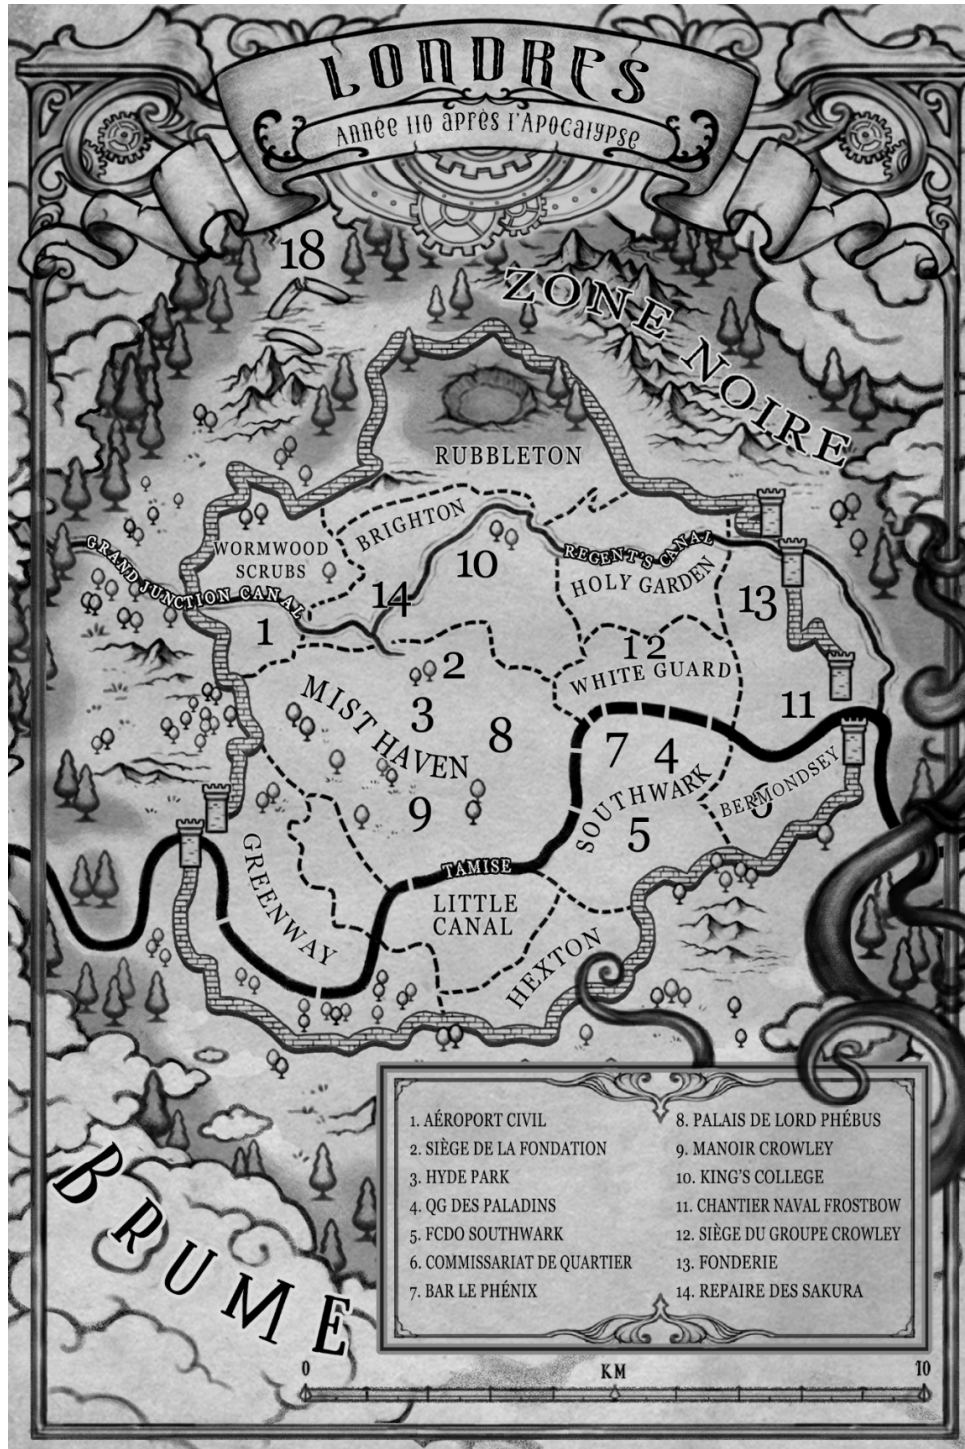 LONDRES
Année 110 après l'Apocalypse
18
ZONE NOIRE
RUBBLETON
BRIGHTON
WORMWOOD
SCRUBS
GRAND JUNCTION CANAL
REGENT'S CANAL
10
14
HOLY GARDEN
13
1
2
12
WHITE GUARD
MIST HAVEN
3
8
11
7
4
9
SOUTHWARK
5
BERMONDSEY
GREENWAY
TAMISE
LITTLE
CANAL
HEXTON
BRUME
1. AÉROPORT CIVIL
2. SIÈGE DE LA FONDATION
3. HYDE PARK
4. QG DES PALADINS
5. FCDO SOUTHWARK
6. COMMISSARIAT DE QUARTIER
7. BAR LE PHÉNIX
8. PALAIS DE LORD PHÉBUS
9. MANOIR CROWLEY
10. KING'S COLLEGE
11. CHANTIER NAVAL FROSTBOW
12. SIÈGE DU GROUPE CROWLEY
13. FONDERIE
14. REPAIRE DES SAKURA
0
KM
10